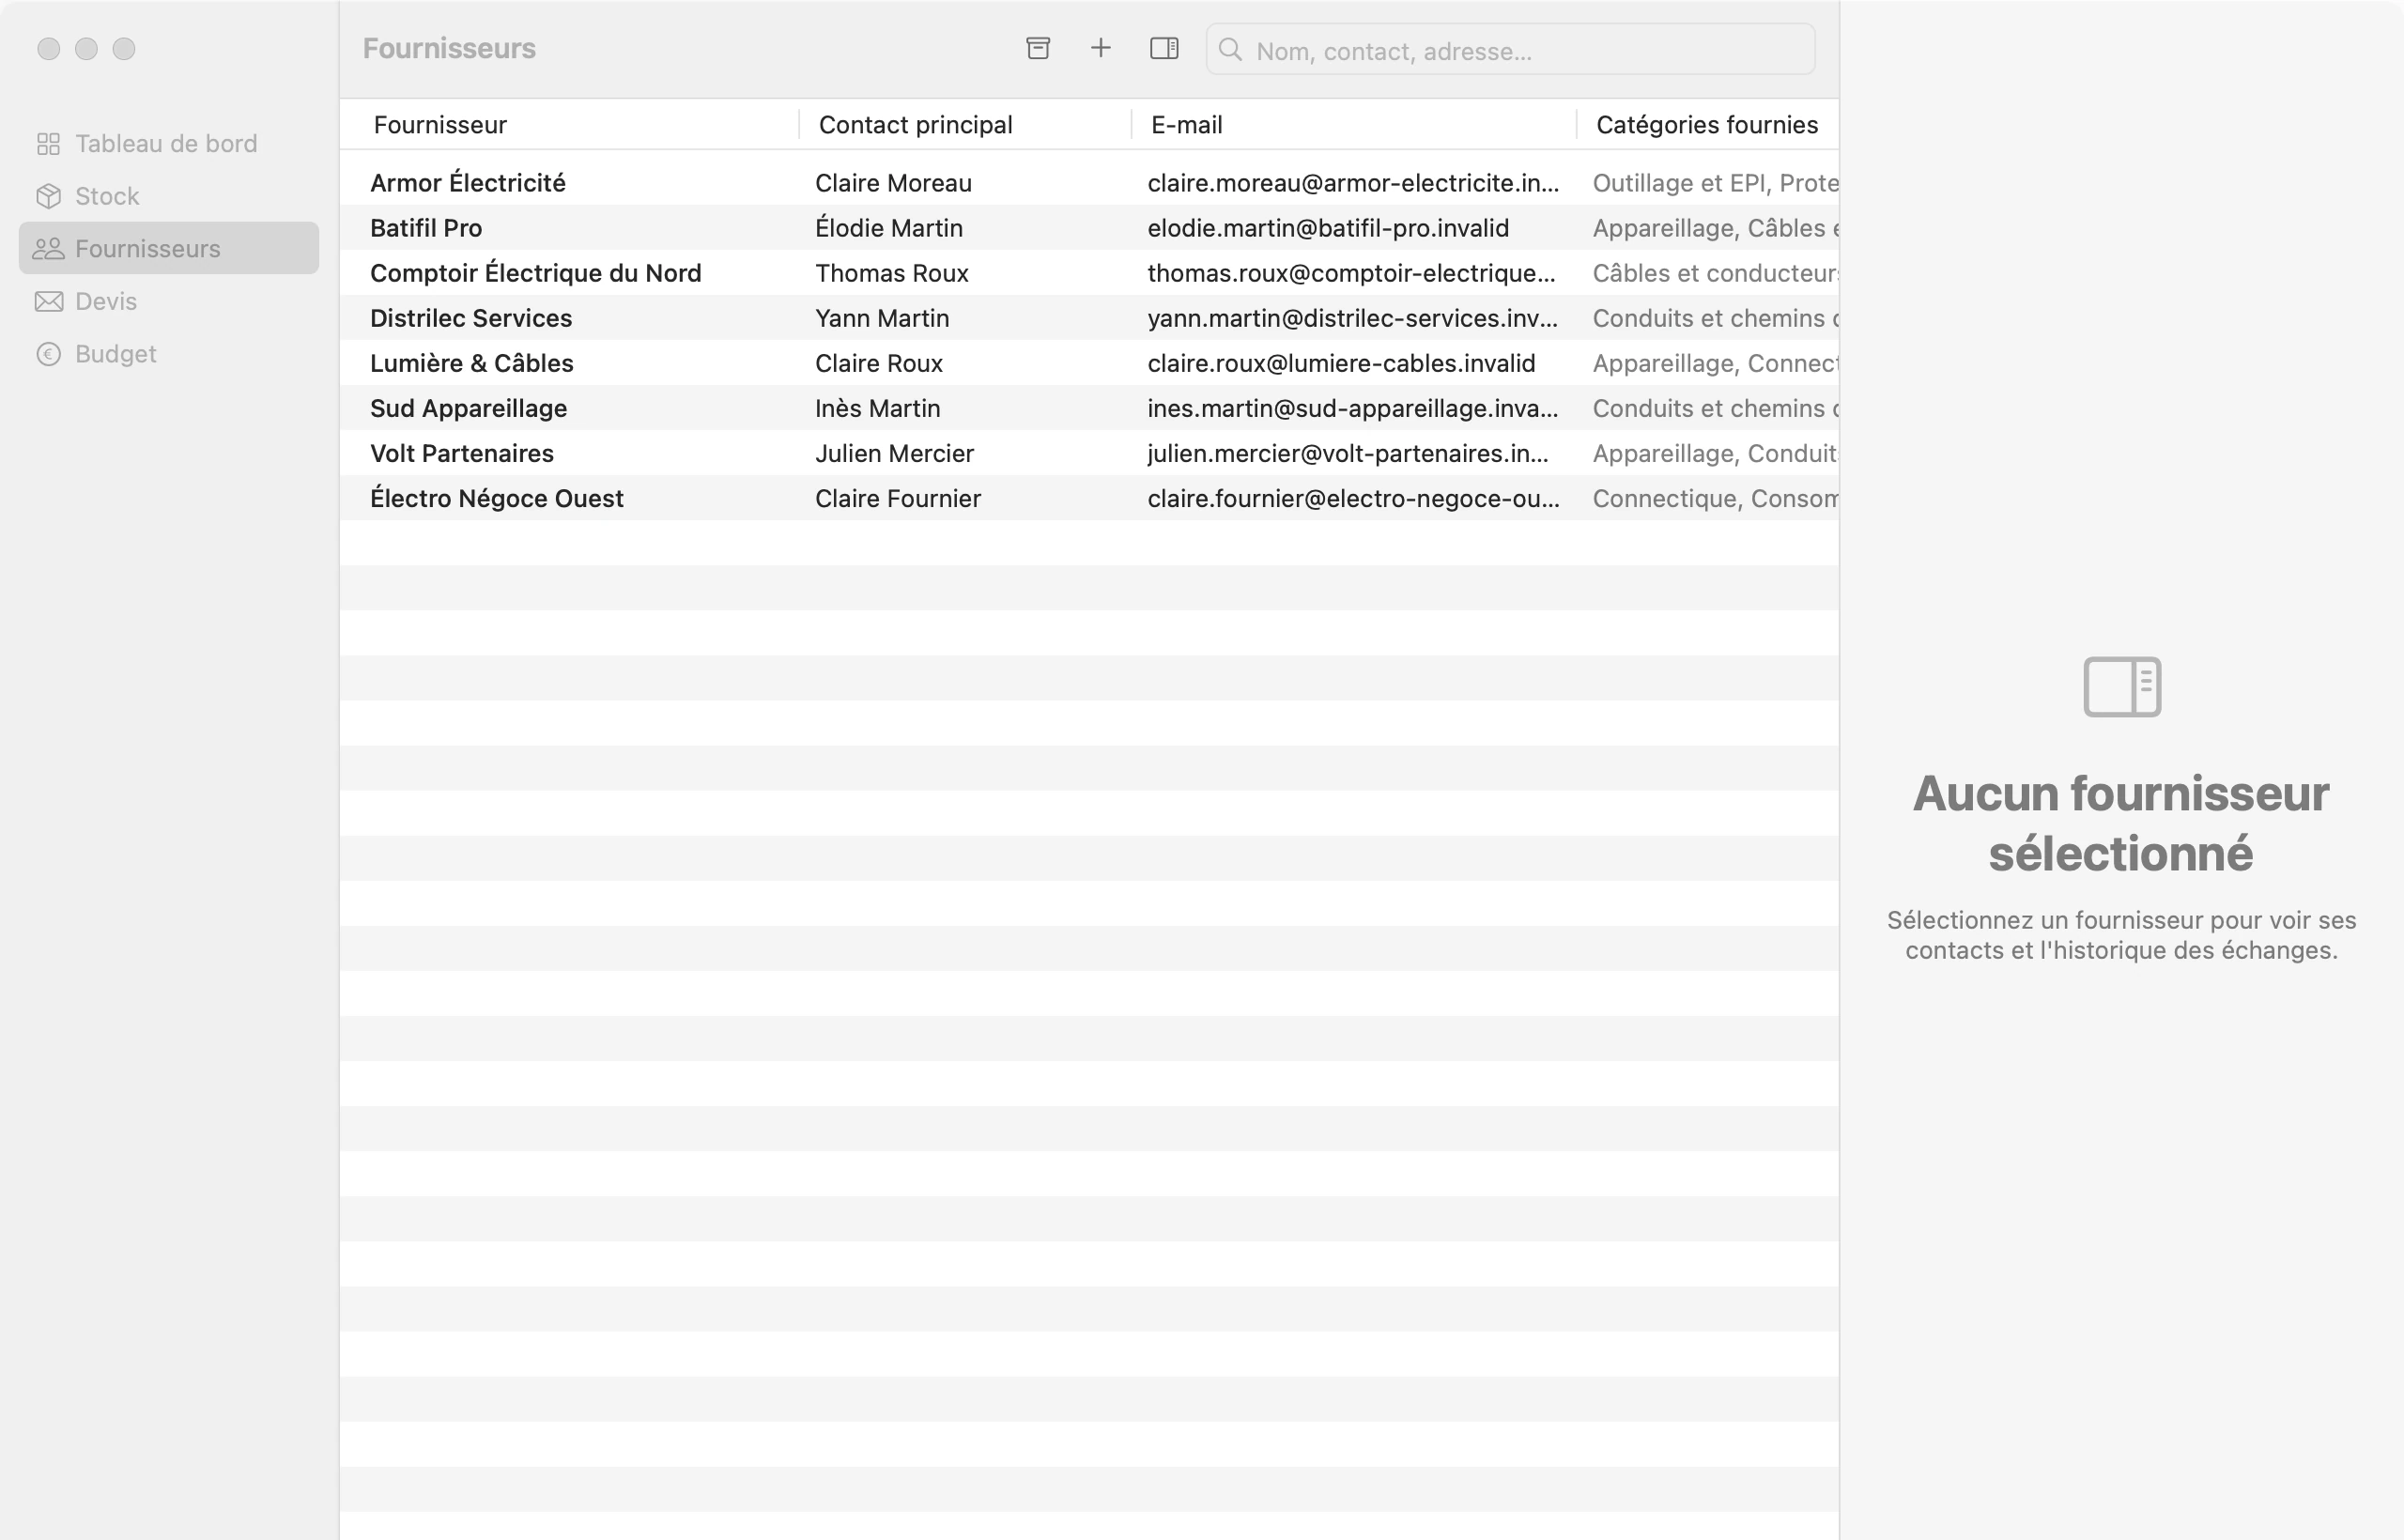 Fournisseurs
Nom, contact, adresse...
Tableau de bord
Stock
Fournisseurs
Devis
€ Budget
Fournisseur Contact principal E-mail Catégories fournies
Armor Électricité Claire Moreau claire.moreau@armor-electricite.in... Outillage et EPI, Prote
Batifil Pro Élodie Martin elodie.martin@batifil-pro.invalid Appareillage, Câbles e
Comptoir Électrique du Nord Thomas Roux thomas.roux@comptoir-electrique... Câbles et conducteurs
Distrilec Services Yann Martin yann.martin@distrilec-services.inv... Conduits et chemins d
Lumière & Câbles Claire Roux claire.roux@lumiere-cables.invalid Appareillage, Connect
Sud Appareillage Inès Martin ines.martin@sud-appareillage.inva... Conduits et chemins d
Volt Partenaires Julien Mercier julien.mercier@volt-partenaires.in... Appareillage, Conduit
Électro Négoce Ouest Claire Fournier claire.fournier@electro-negoce-ou... Connectique, Consom
Aucun fournisseur
sélectionné
Sélectionnez un fournisseur pour voir ses
contacts et l'historique des échanges.